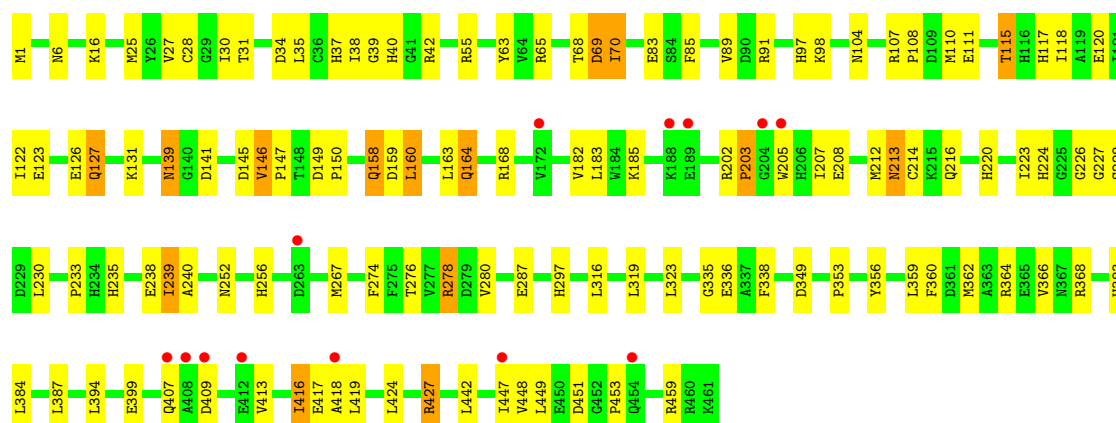 M1 N6 K16 M25 Y26 V27 C28 G29 I30 T31 D34 L35 C36 H37 I38 G39 H40 G41 R42 R55 Y63 V64 R65 T68 D69 I70 E83 S84 F85 V89 D90 R91 H97 K98 N104 R107 P108 D109 M110 E111 T115 H116 H117 I118 A119 E120
I122 E123 E126 Q127 K131 N139 G140 D141 D145 V146 P147 T148 D149 P150 Q158 D159 L160 L163 Q164 R168 V172 V182 L183 W184 K185 K188 E189 R202 P203 G204 W205 H206 I207 E208 M212 N213 C214 K215 Q216 H220 I223 H224 G225 G226 G227
D229 L230 P233 H234 H235 E238 I239 A240 N252 H256 D263 M267 F274 F275 T276 V277 R278 D279 V280 E287 H297 L316 L319 L323 G335 E336 A337 F338 D349 P353 Y356 L359 F360 D361 M362 A363 R364 E365 V366 N367 R368
L384 L387 L394 E399 Q407 A408 D409 E412 V413 I416 E417 A418 L419 L424 R427 L442 I447 V448 L449 E450 D451 G452 P453 Q454 R459 R460 K461